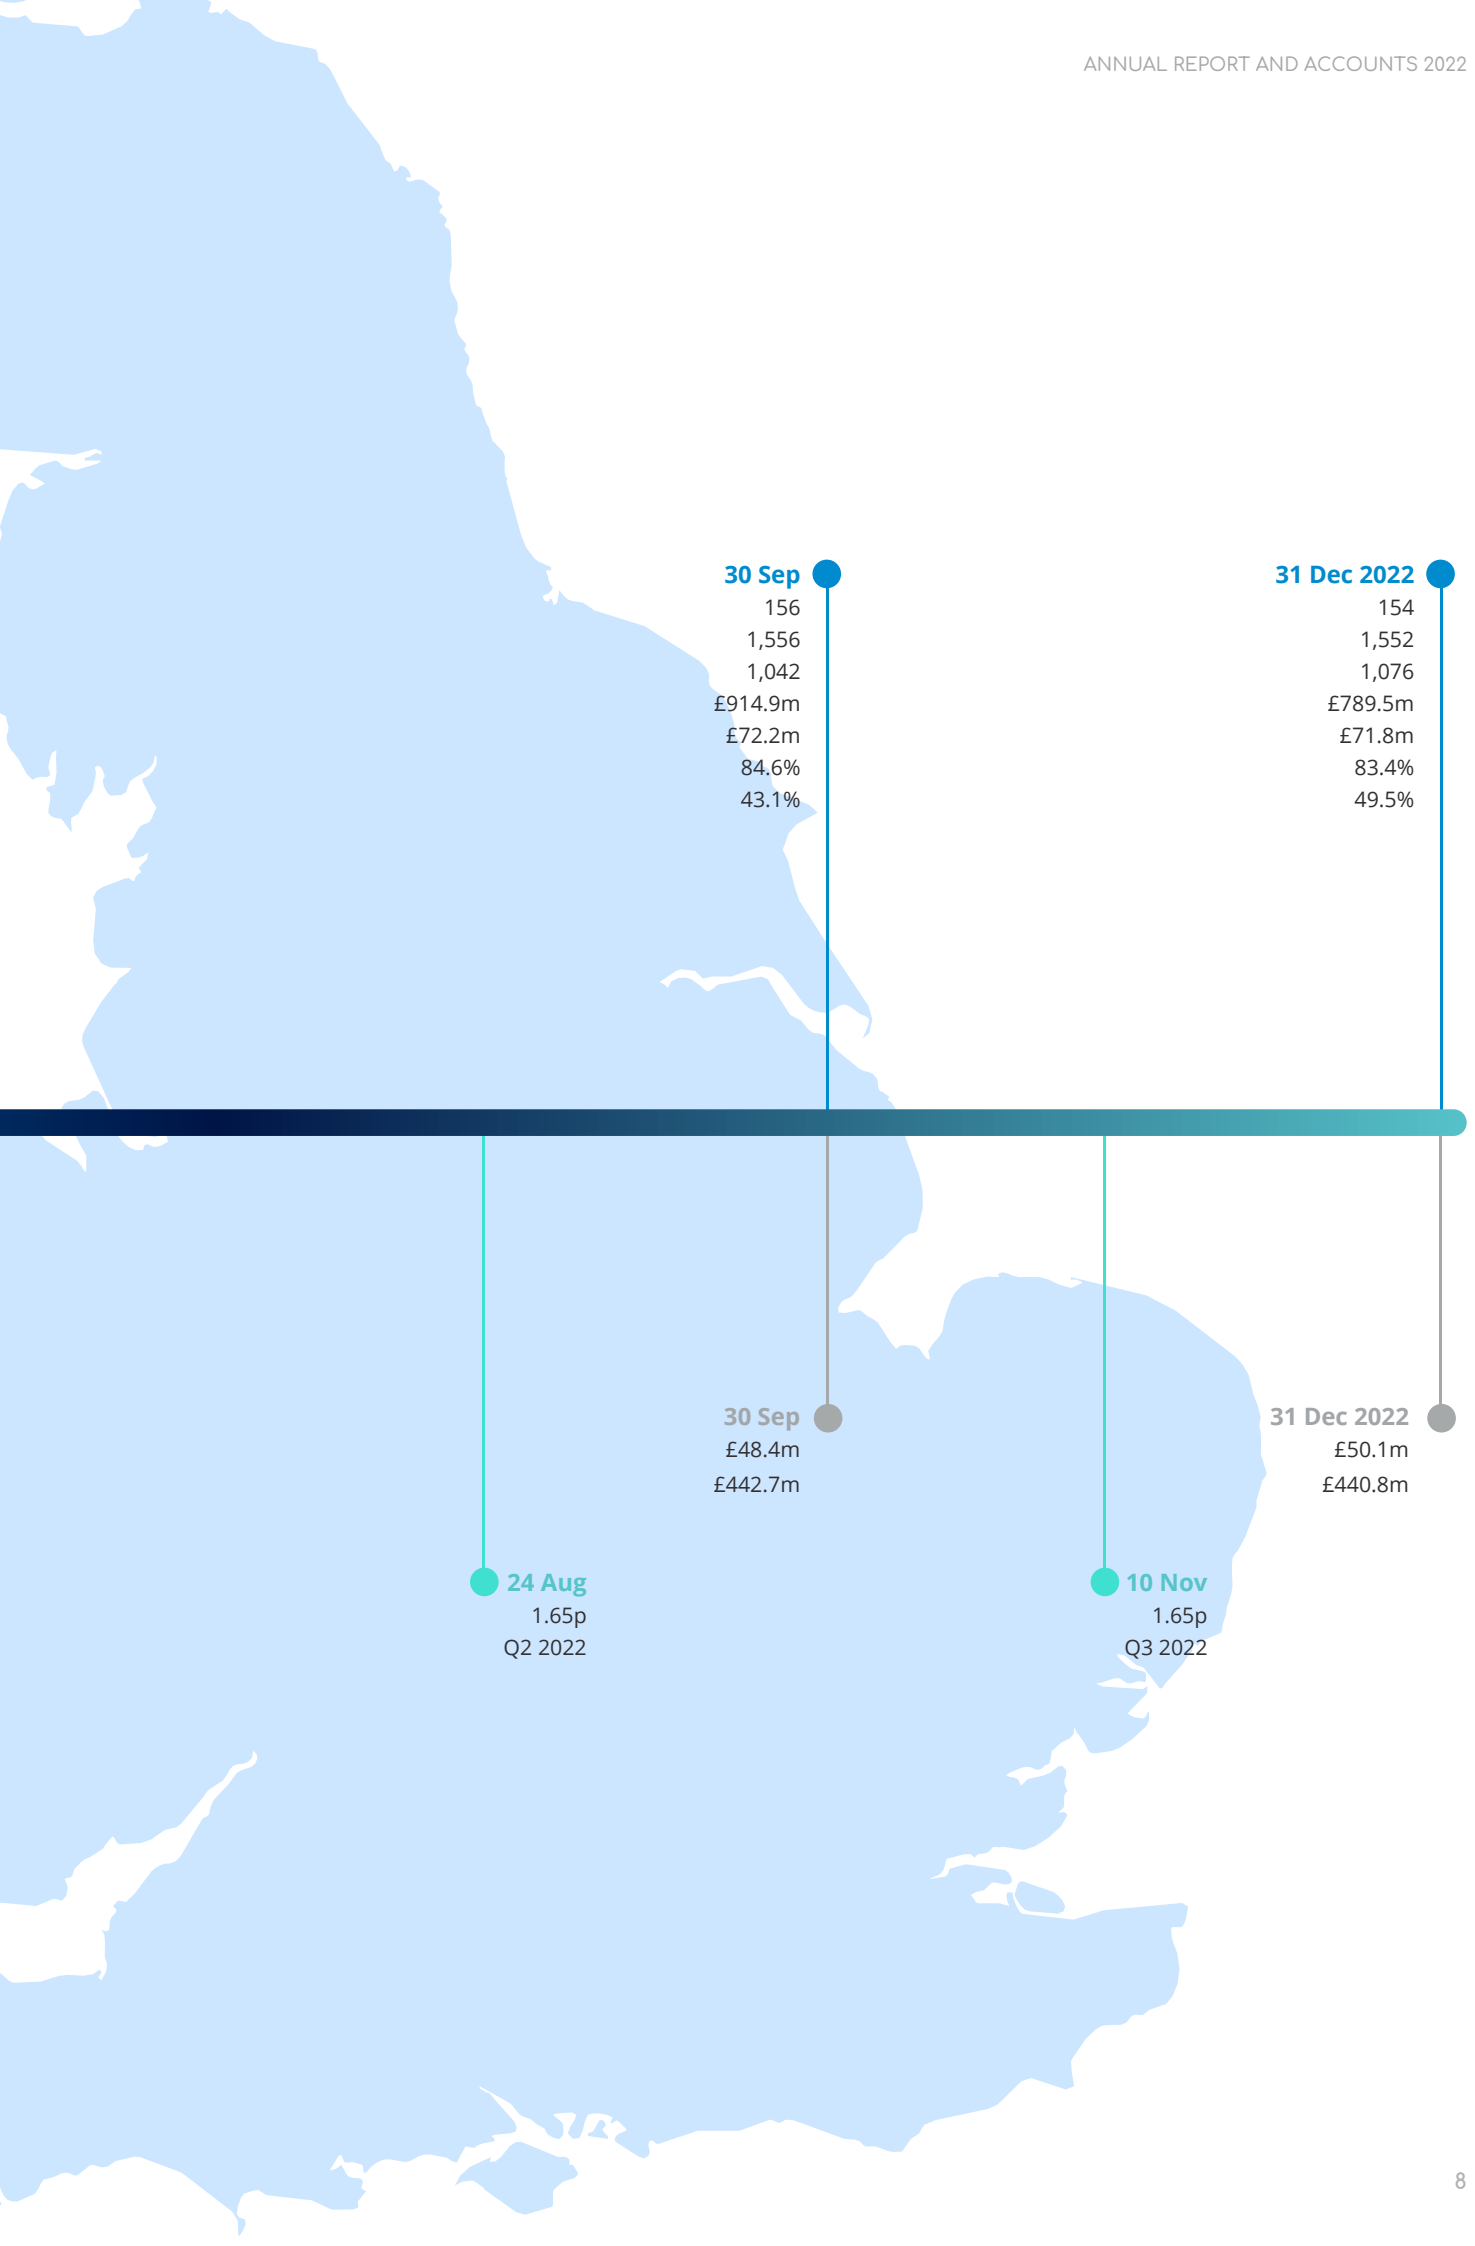 ANNUAL REPORT AND ACCOUNTS 2022
30 Sep
156
1,556
1,042
£914.9m
£72.2m
84.6%
43.1%
31 Dec 2022
154
1,552
1,076
£789.5m
£71.8m
83.4%
49.5%
30 Sep
£48.4m
£442.7m
31 Dec 2022
£50.1m
£440.8m
24 Aug
1.65p
Q2 2022
10 Nov
1.65p
Q3 2022
8